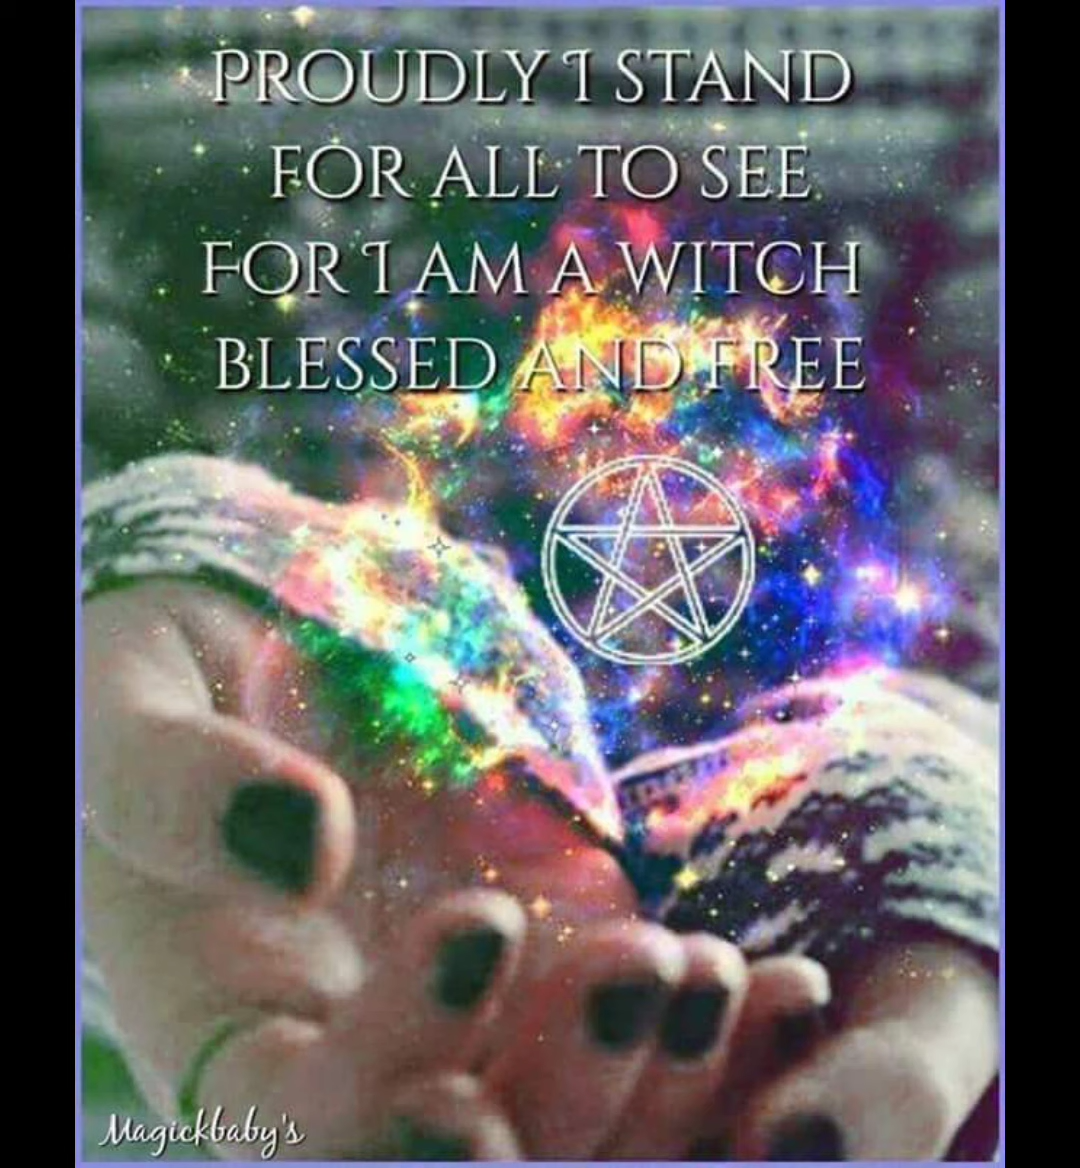 PROUDLY I STAND
FOR ALL TO SEE
FOR I AM A WITCH
BLESSED AND FREE
Magickbaby's